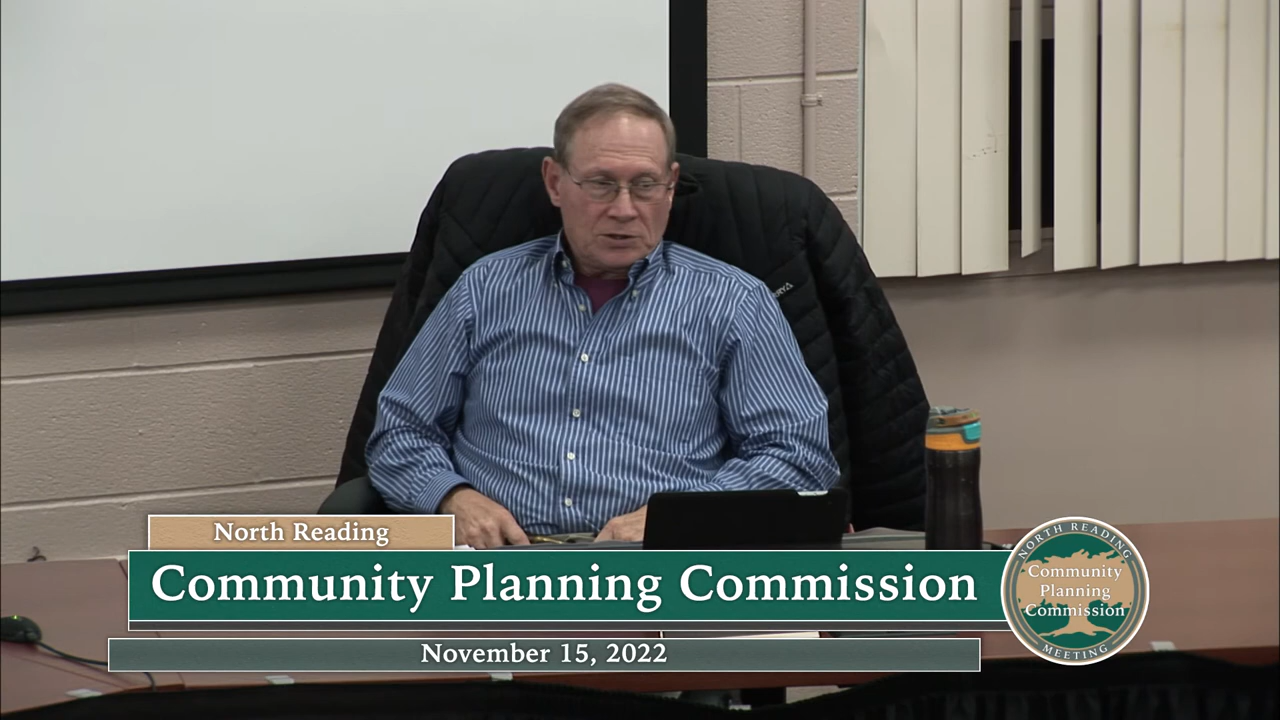 North Reading
Community Planning Commission
November 15, 2022
NORTH READING
Community
Planning
Commission
MEETING